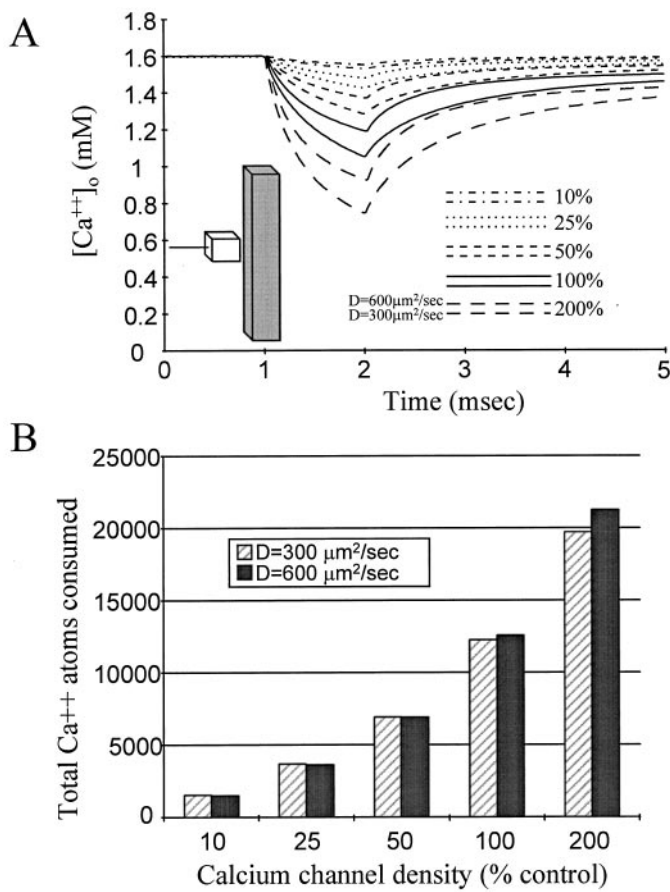 A
1.8
1.6
1.4
1.2
1
0.8
0.6
0.4
0.2
0
[Ca++]o (mM)
10%
25%
50%
100%
D=600μm2/sec
D=300μm2/sec
200%
0 1 2 3 4 5
Time (msec)
B
25000
20000
15000
10000
5000
0
Total Ca++ atoms consumed
D=300 μm2/sec
D=600 μm2/sec
10 25 50 100 200
Calcium channel density (% control)